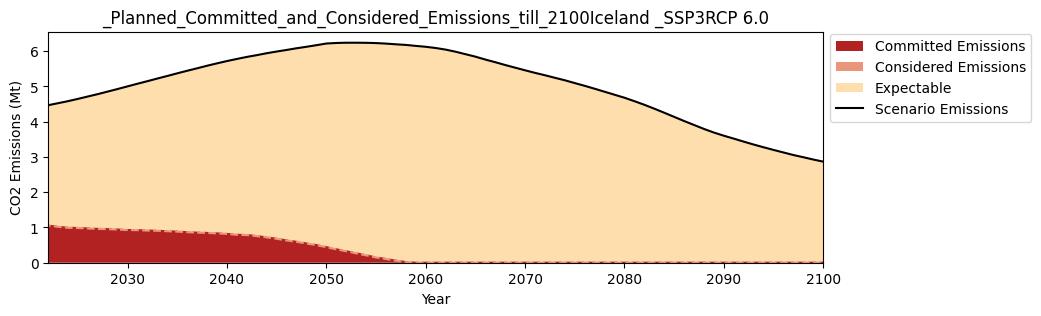 _Planned_Committed_and_Considered_Emissions_till_2100Iceland _SSP3RCP 6.0
CO2 Emissions (Mt)
6
5
4
3
2
1
0
2030 2040 2050 2060 2070 2080 2090 2100
Year
Committed Emissions
Considered Emissions
Expectable
Scenario Emissions